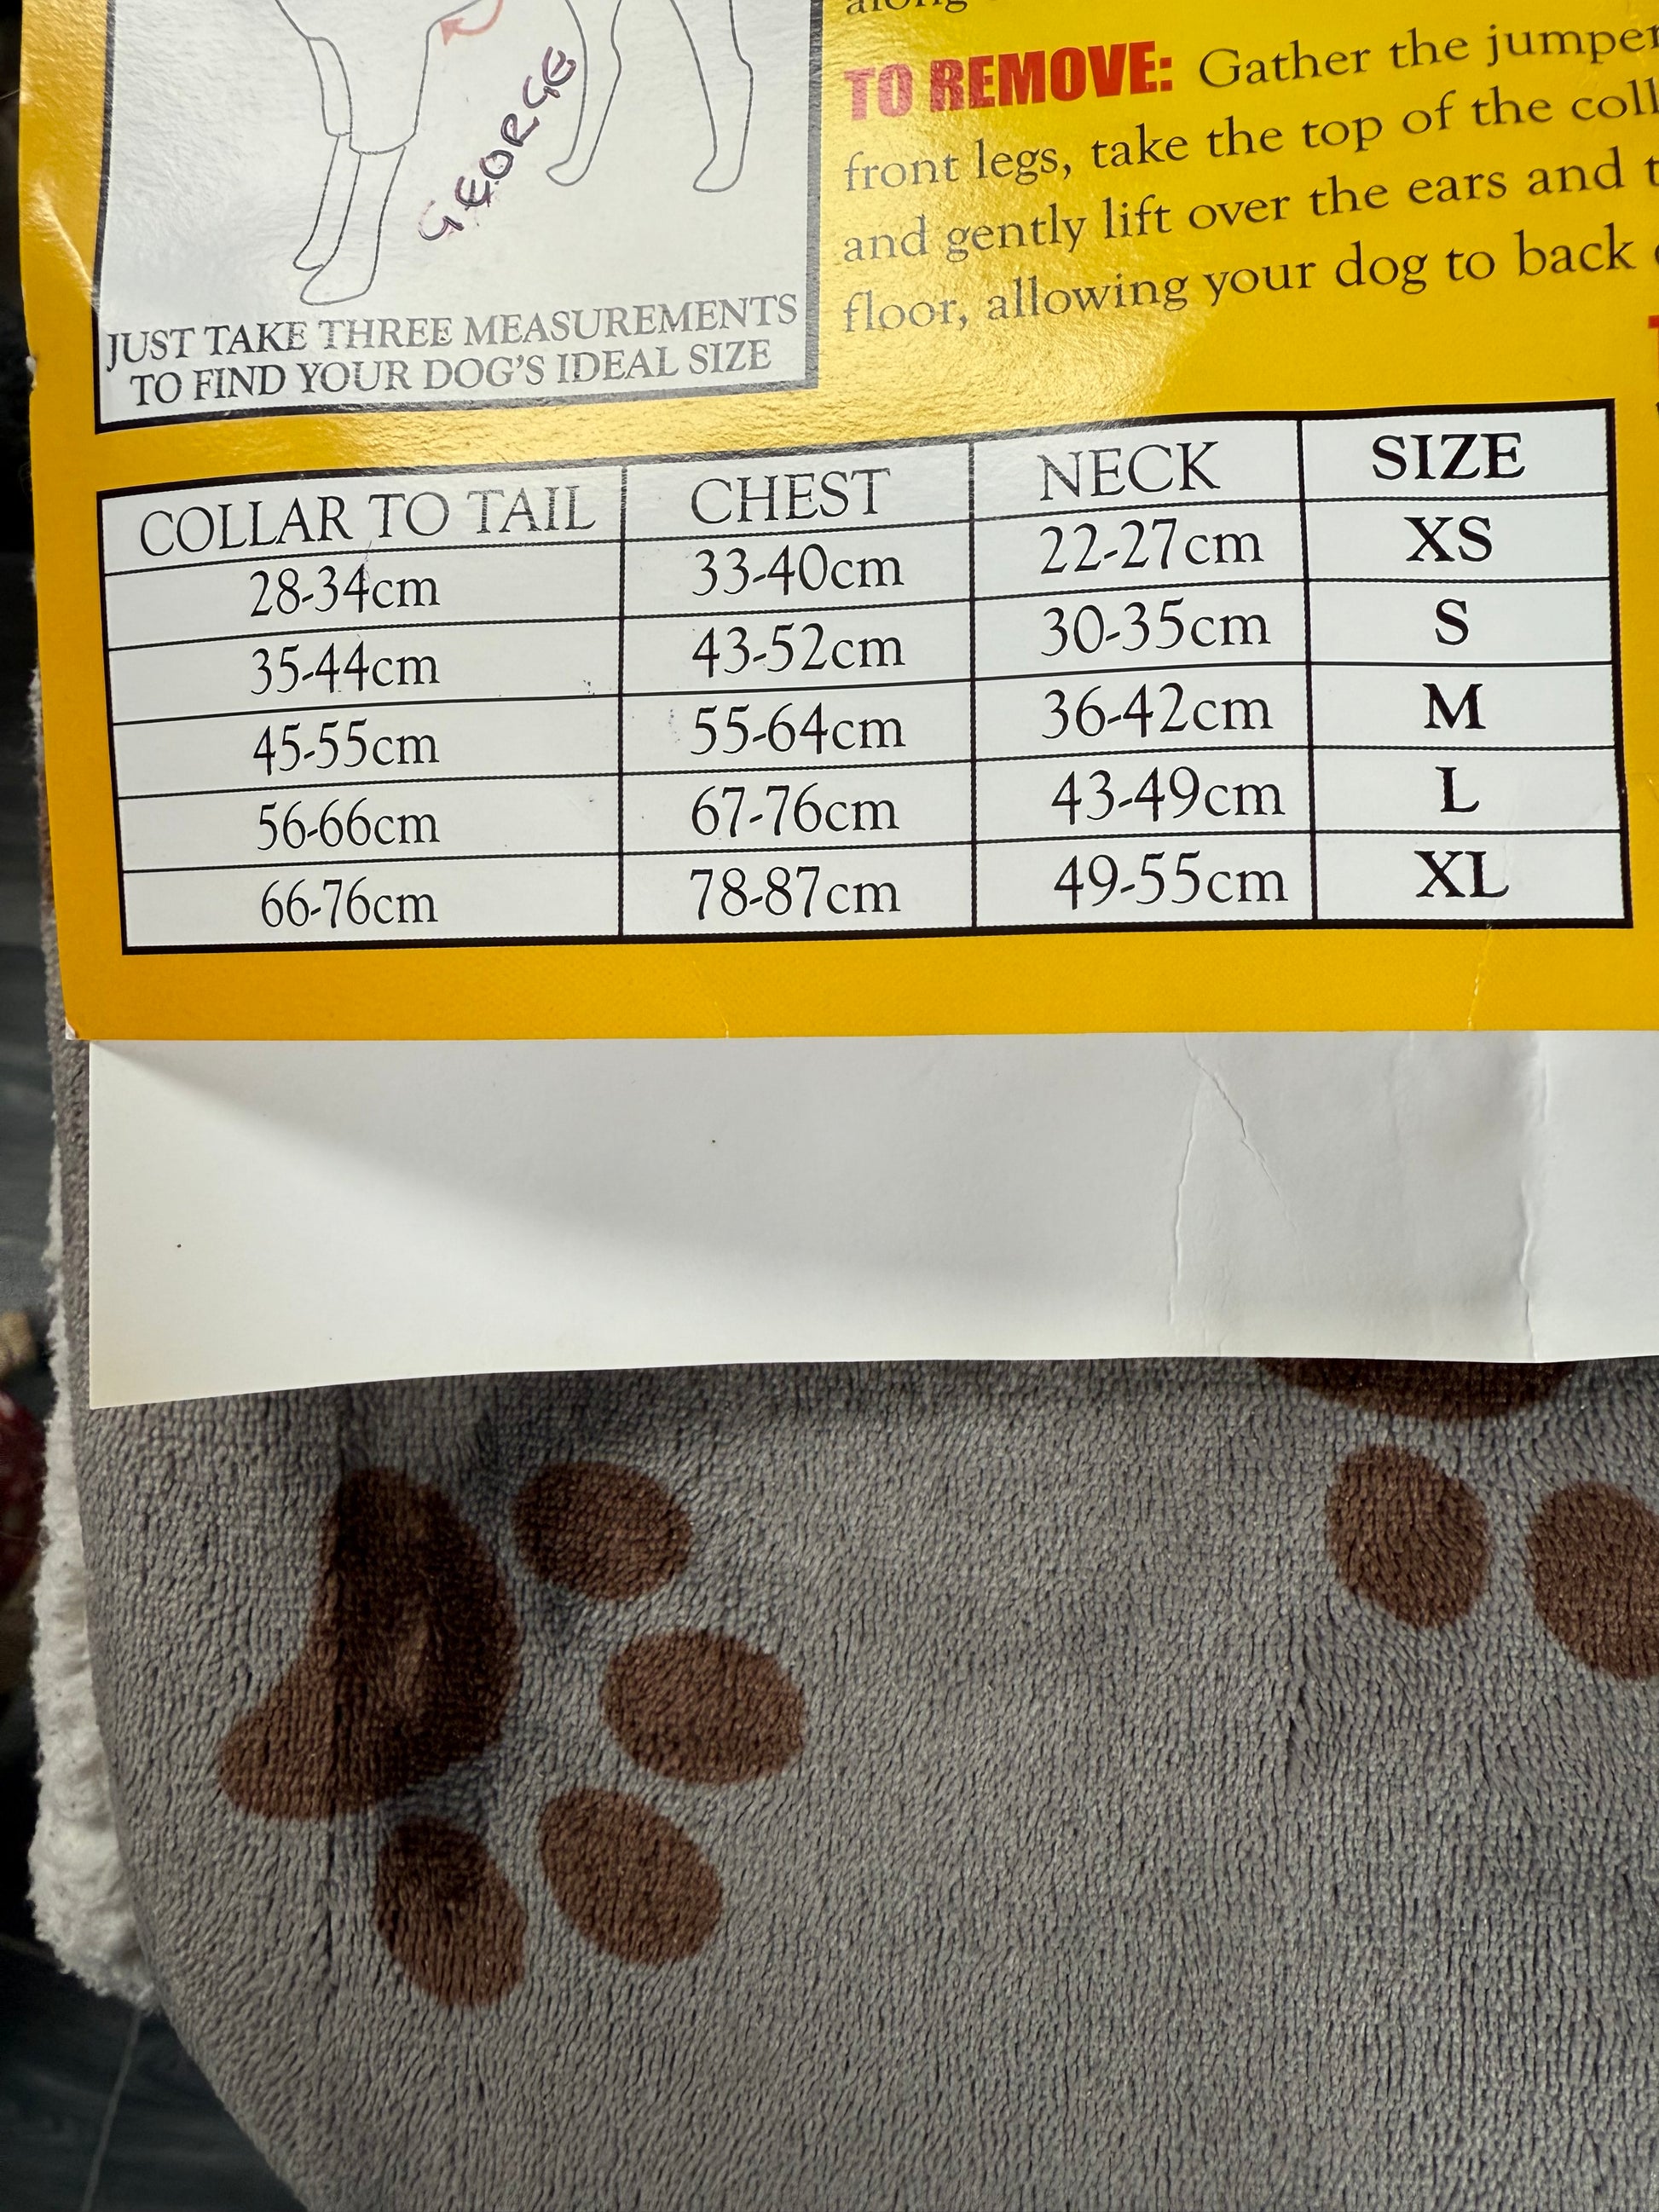 TO REMOVE: Gather the jumper
front legs, take the top of the coll
and gently lift over the ears and t
floor, allowing your dog to back
GEORGE
JUST TAKE THREE MEASUREMENTS
TO FIND YOUR DOG'S IDEAL SIZE
COLLAR TO TAIL CHEST NECK SIZE
28-34cm 33-40cm 22-27cm XS
35-44cm 43-52cm 30-35cm S
45-55cm 55-64cm 36-42cm M
56-66cm 67-76cm 43-49cm L
66-76cm 78-87cm 49-55cm XL